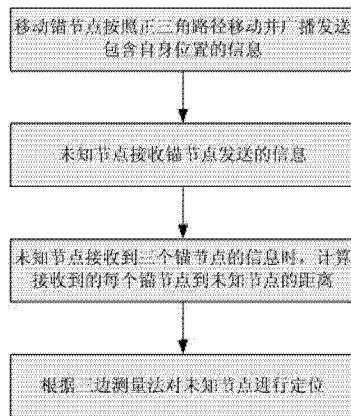 移动锚节点按照正三角路径移动并广播发送
包含自身位置的信息
未知节点接收锚节点发送的信息
未知节点接收到三个锚节点的信息时，计算
接收到的每个锚节点到未知节点的距离
根据三边测量法对未知节点进行定位